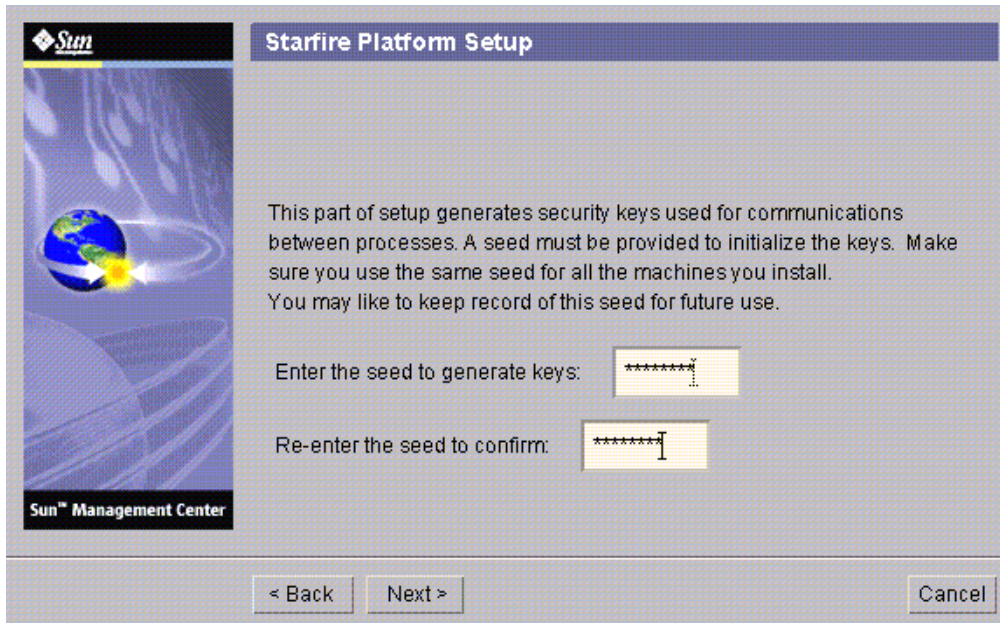 Sun
Starfire Platform Setup
This part of setup generates security keys used for communications
between processes. A seed must be provided to initialize the keys.  Make
sure you use the same seed for all the machines you install.
You may like to keep record of this seed for future use.
Enter the seed to generate keys:
********
Re-enter the seed to confirm:
********
Sun™ Management Center
< Back
Next >
Cancel